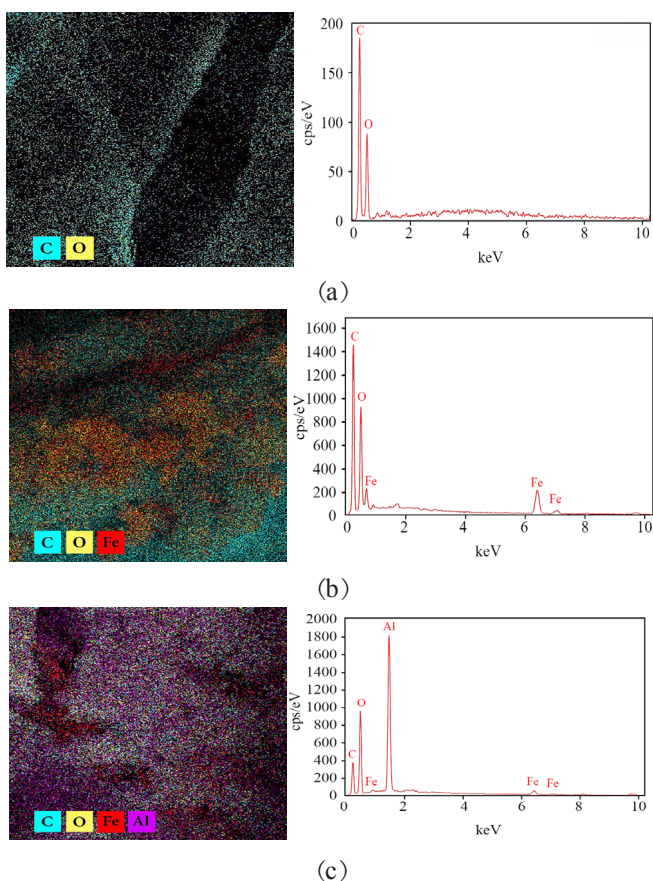 C O
200
150
100
50
0
cps/eV
C
O
0 2 4 6 8 10
keV
(a)
C O Fe
1600
1400
1200
1000
800
600
400
200
0
cps/eV
C
O
Fe
Fe
Fe
0 2 4 6 8 10
keV
(b)
C O Fe Al
2000
1800
1600
1400
1200
1000
800
600
400
200
0
cps/eV
Al
O
C
Fe
Fe
Fe
0 2 4 6 8 10
keV
(c)